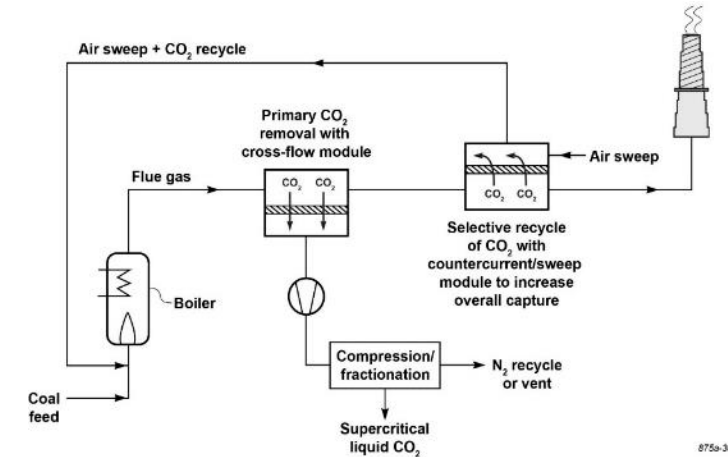 Air sweep + CO₂ recycle
Primary CO₂
removal with
cross-flow module
Flue gas
CO₂ CO₂
CO₂ CO₂
Air sweep
Selective recycle
of CO₂ with
countercurrent/sweep
module to increase
overall capture
Boiler
Coal
feed
Compression/
fractionation
N₂ recycle
or vent
Supercritical
liquid CO₂